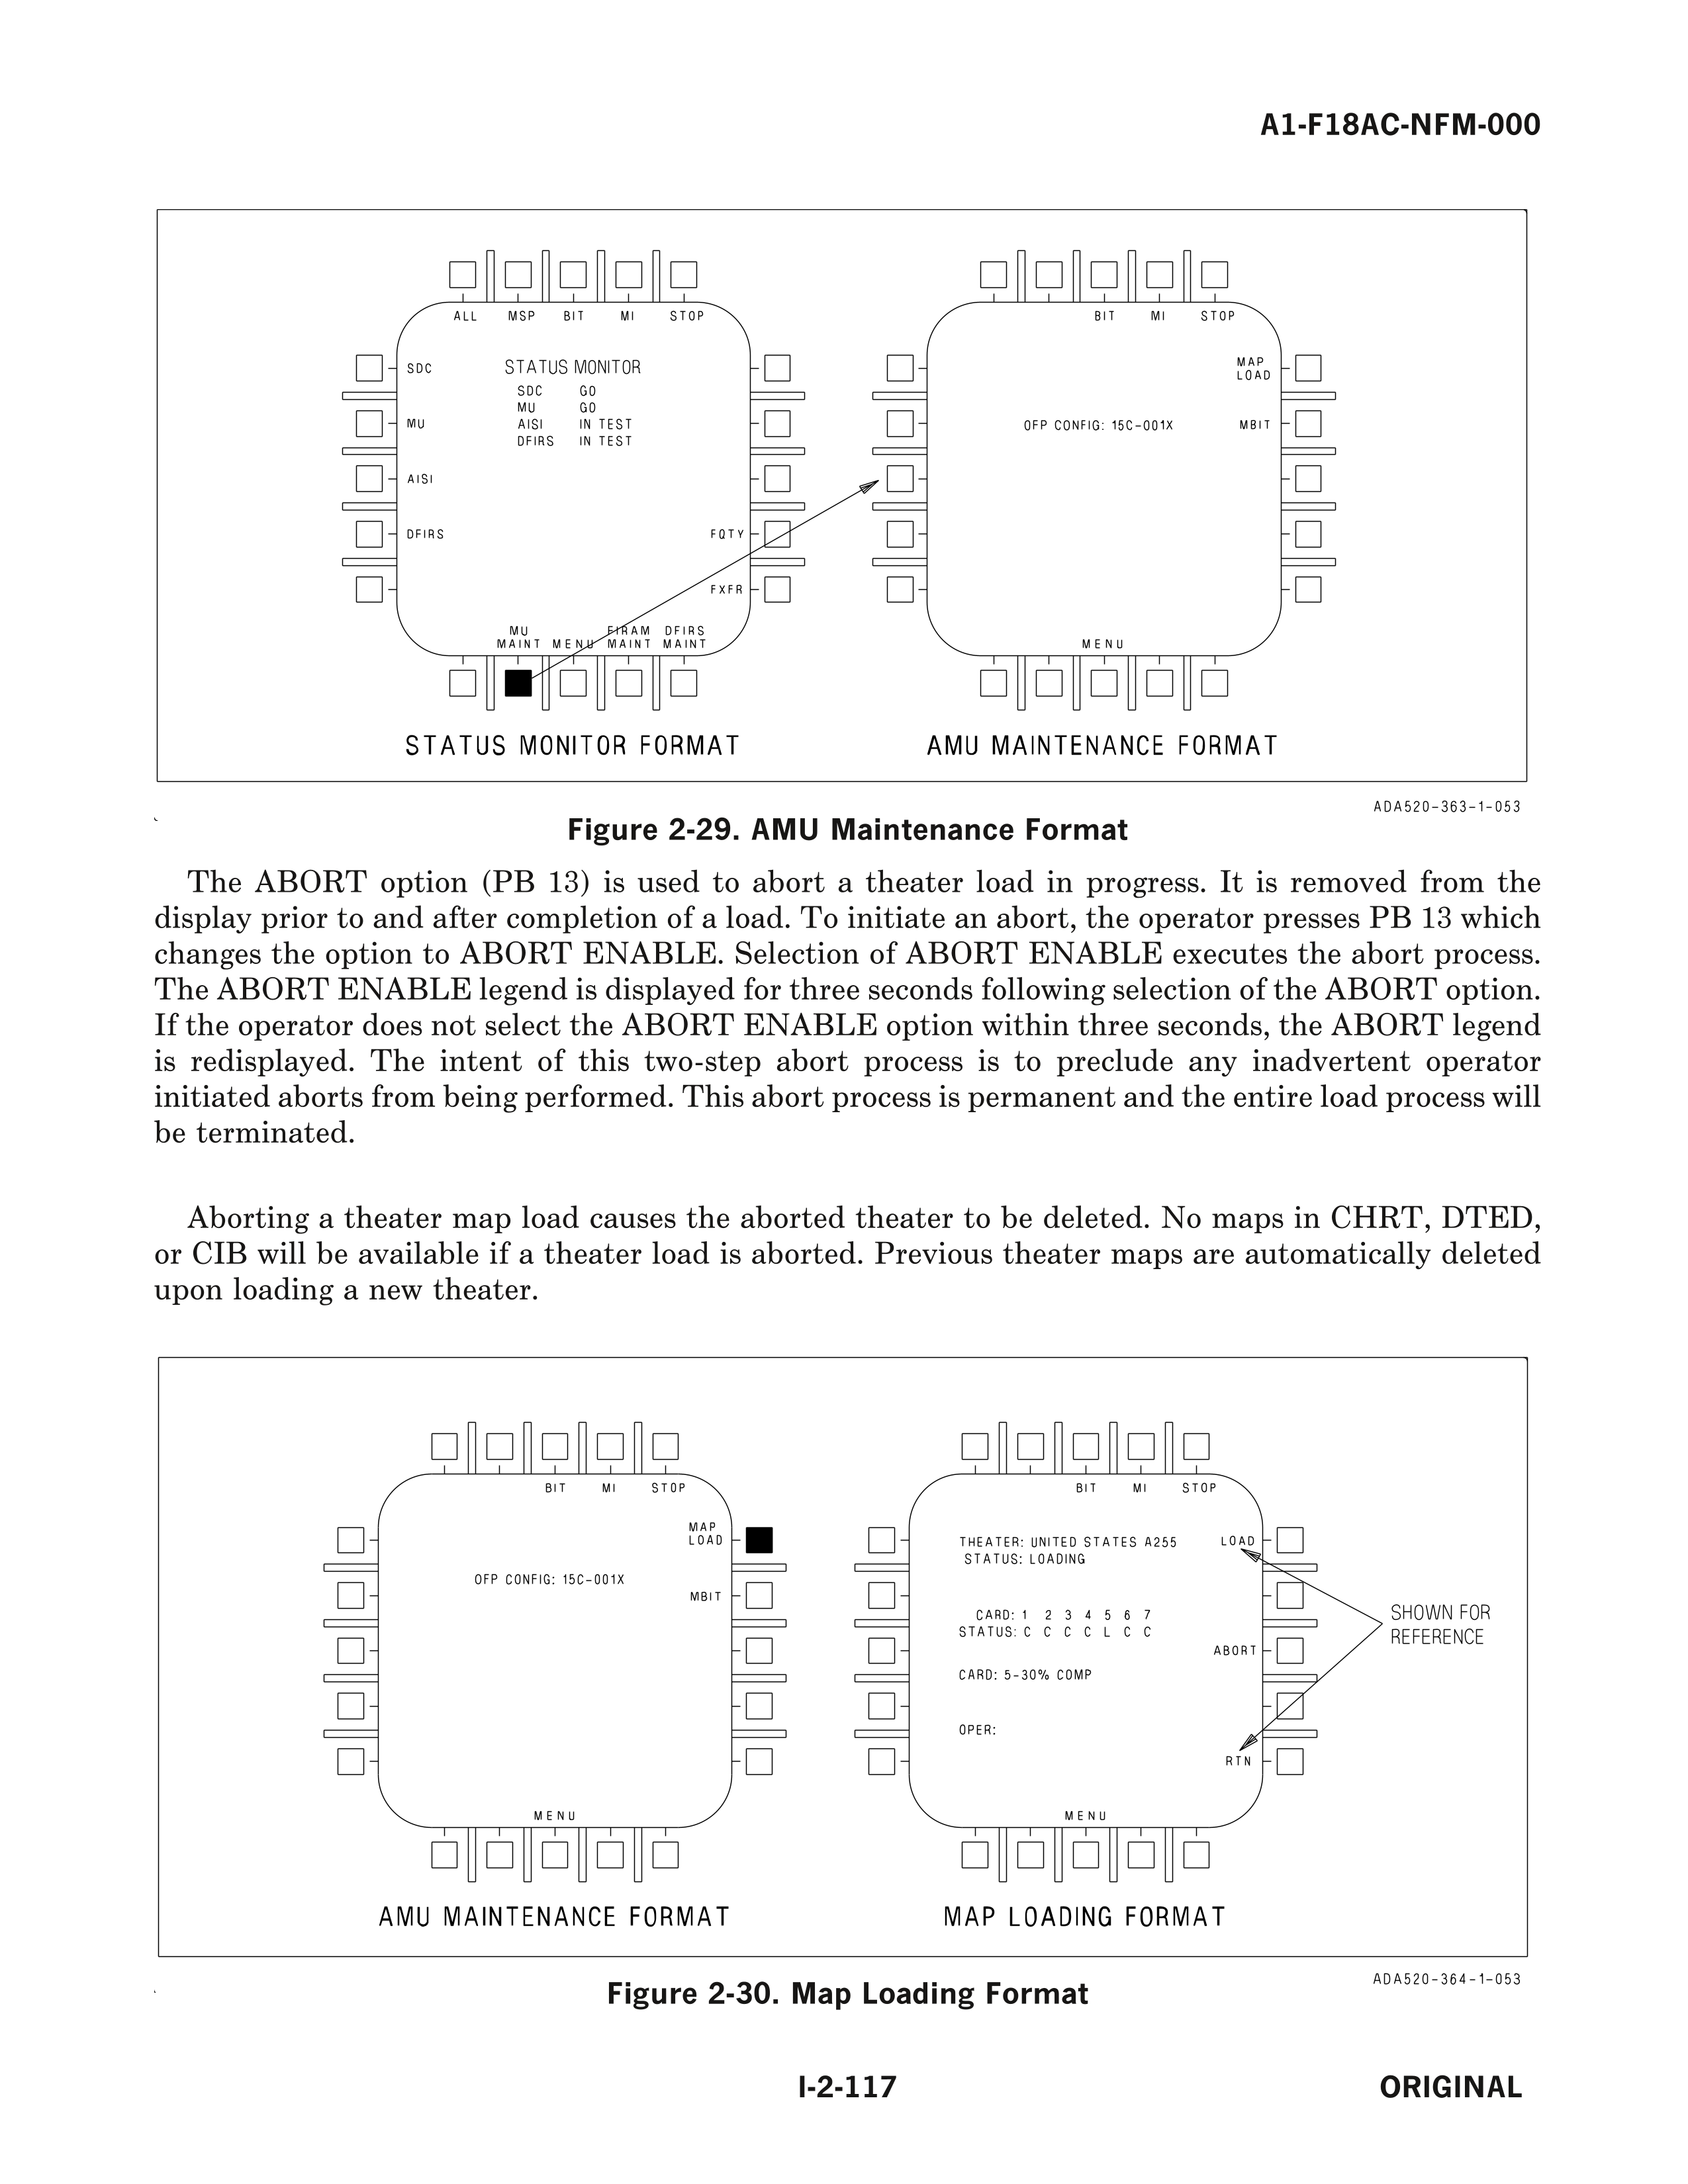 A1-F18AC-NFM-000
ALL MSP BIT MI STOP
SDC
MU
AISI
DFIRS
STATUS MONITOR
SDC GO
MU GO
AISI IN TEST
DFIRS IN TEST
FQTY
FXFR
MU FIRAM DFIRS
MAINT MENU MAINT MAINT
STATUS MONITOR FORMAT
BIT MI STOP
MAP
LOAD
OFP CONFIG: 15C-001X MBIT
MENU
AMU MAINTENANCE FORMAT
ADA520-363-1-053
Figure 2-29. AMU Maintenance Format
The ABORT option (PB 13) is used to abort a theater load in progress. It is removed from the
display prior to and after completion of a load. To initiate an abort, the operator presses PB 13 which
changes the option to ABORT ENABLE. Selection of ABORT ENABLE executes the abort process.
The ABORT ENABLE legend is displayed for three seconds following selection of the ABORT option.
If the operator does not select the ABORT ENABLE option within three seconds, the ABORT legend
is redisplayed. The intent of this two-step abort process is to preclude any inadvertent operator
initiated aborts from being performed. This abort process is permanent and the entire load process will
be terminated.
Aborting a theater map load causes the aborted theater to be deleted. No maps in CHRT, DTED,
or CIB will be available if a theater load is aborted. Previous theater maps are automatically deleted
upon loading a new theater.
BIT MI STOP
MAP
LOAD
OFP CONFIG: 15C-001X
MBIT
MENU
AMU MAINTENANCE FORMAT
BIT MI STOP
THEATER: UNITED STATES A255 LOAD
STATUS: LOADING
CARD: 1 2 3 4 5 6 7
STATUS: C C C C L C C
ABORT
CARD: 5-30% COMP
OPER:
RTN
MENU
SHOWN FOR
REFERENCE
MAP LOADING FORMAT
ADA520-364-1-053
Figure 2-30. Map Loading Format
I-2-117
ORIGINAL